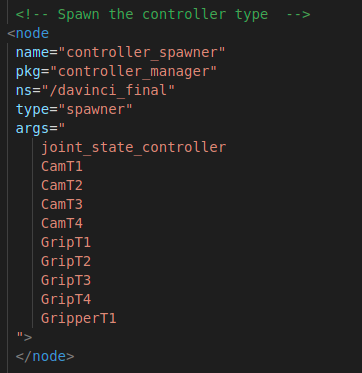 <!-- Spawn the controller type  -->
<node
name="controller_spawner"
pkg="controller_manager"
ns="/davinci_final"
type="spawner"
args="
joint_state_controller
CamT1
CamT2
CamT3
CamT4
GripT1
GripT2
GripT3
GripT4
GripperT1
">
</node>